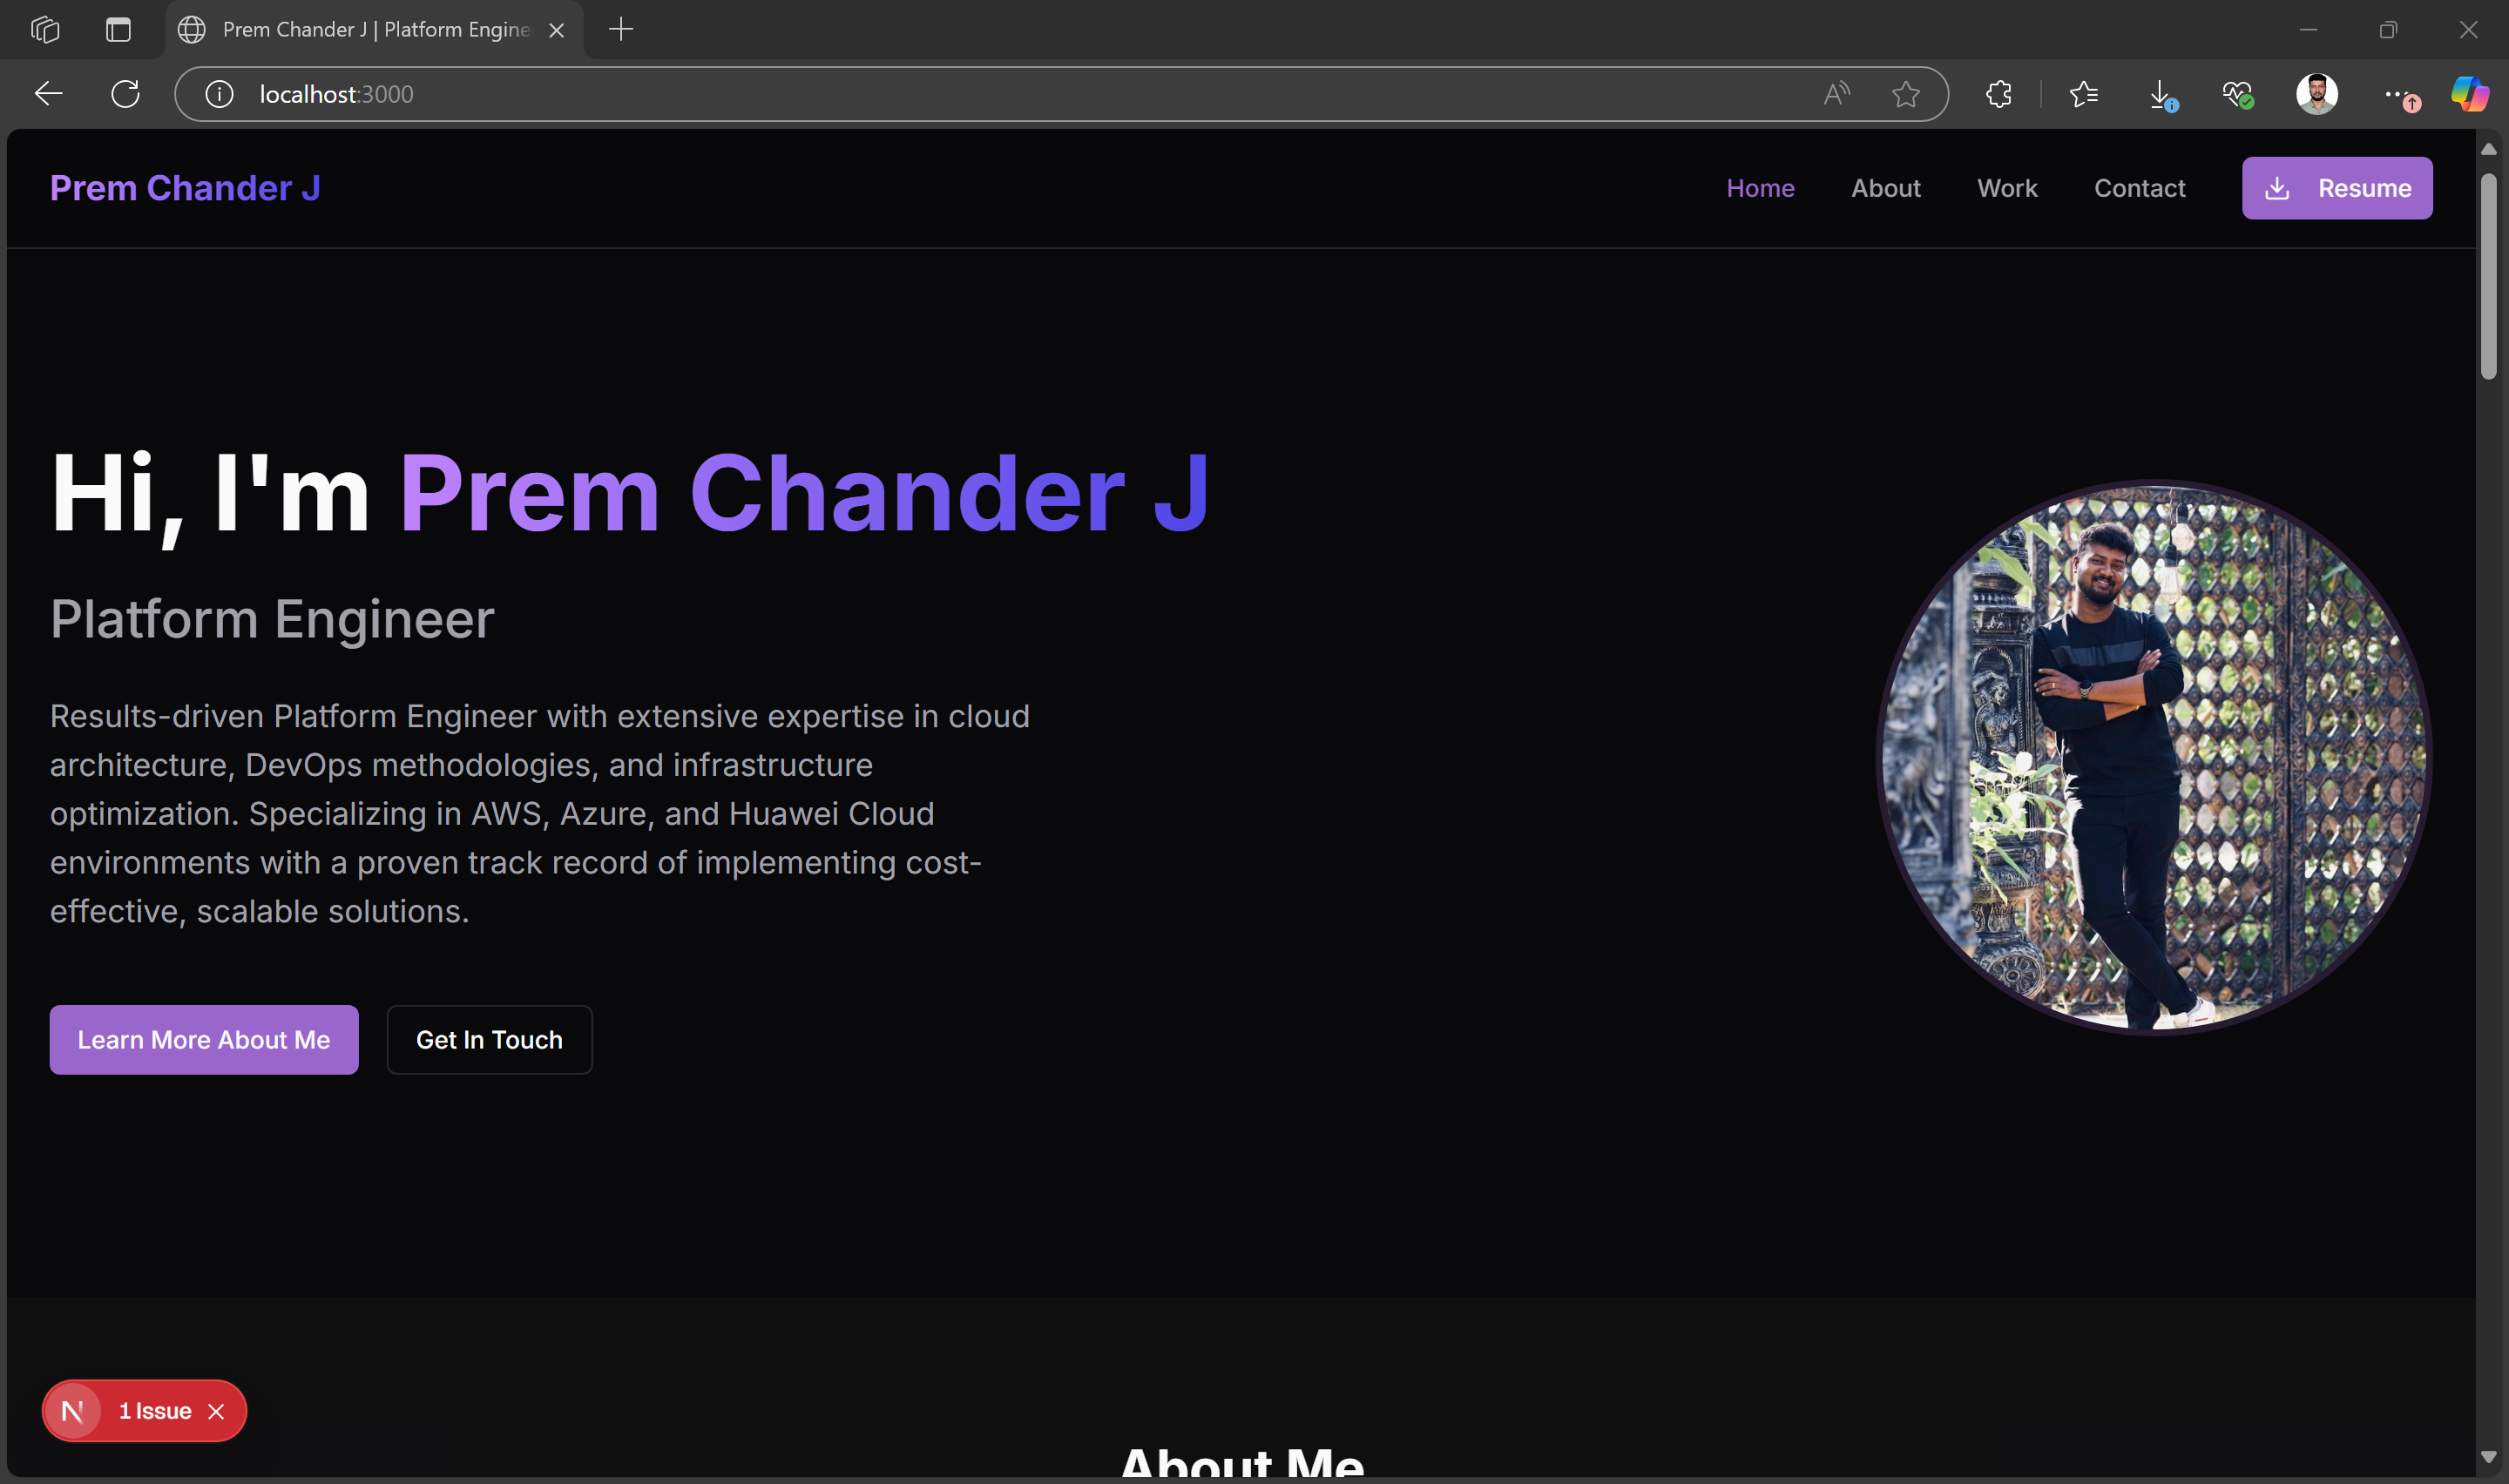 Prem Chander J | Platform Engine
localhost:3000
Prem Chander J
Home
About
Work
Contact
Resume
Hi, I'm Prem Chander J
Platform Engineer
Results-driven Platform Engineer with extensive expertise in cloud
architecture, DevOps methodologies, and infrastructure
optimization. Specializing in AWS, Azure, and Huawei Cloud
environments with a proven track record of implementing cost-
effective, scalable solutions.
Learn More About Me
Get In Touch
N
1 Issue
About Me